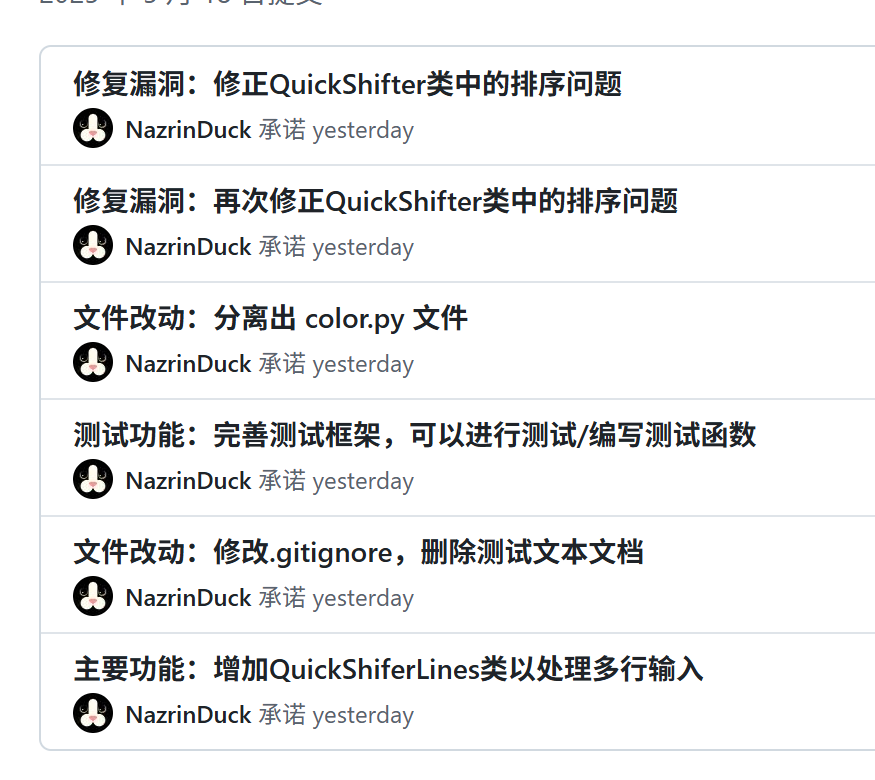 修复漏洞：修正QuickShifter类中的排序问题
NazrinDuck 承诺 yesterday
修复漏洞：再次修正QuickShifter类中的排序问题
NazrinDuck 承诺 yesterday
文件改动：分离出 color.py 文件
NazrinDuck 承诺 yesterday
测试功能：完善测试框架，可以进行测试/编写测试函数
NazrinDuck 承诺 yesterday
文件改动：修改.gitignore，删除测试文本文档
NazrinDuck 承诺 yesterday
主要功能：增加QuickShiferLines类以处理多行输入
NazrinDuck 承诺 yesterday